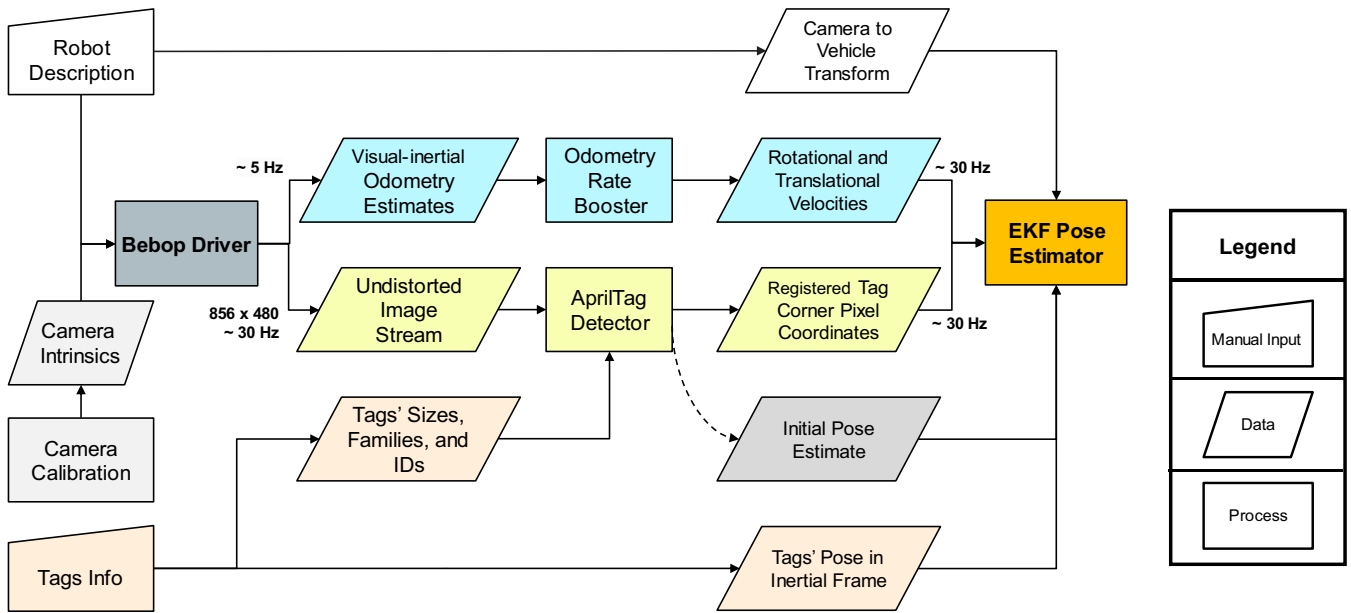 Robot
Description
Camera to
Vehicle
Transform
~ 5 Hz
Visual-inertial
Odometry
Estimates
Odometry
Rate
Booster
Rotational and
Translational
Velocities
~ 30 Hz
Bebop Driver
EKF Pose
Estimator
856 x 480
~ 30 Hz
Undistorted
Image
Stream
AprilTag
Detector
Registered Tag
Corner Pixel
Coordinates
~ 30 Hz
Camera
Intrinsics
Camera
Calibration
Tags’ Sizes,
Families, and
IDs
Initial Pose
Estimate
Tags Info
Tags’ Pose in
Inertial Frame
Legend
Manual Input
Data
Process